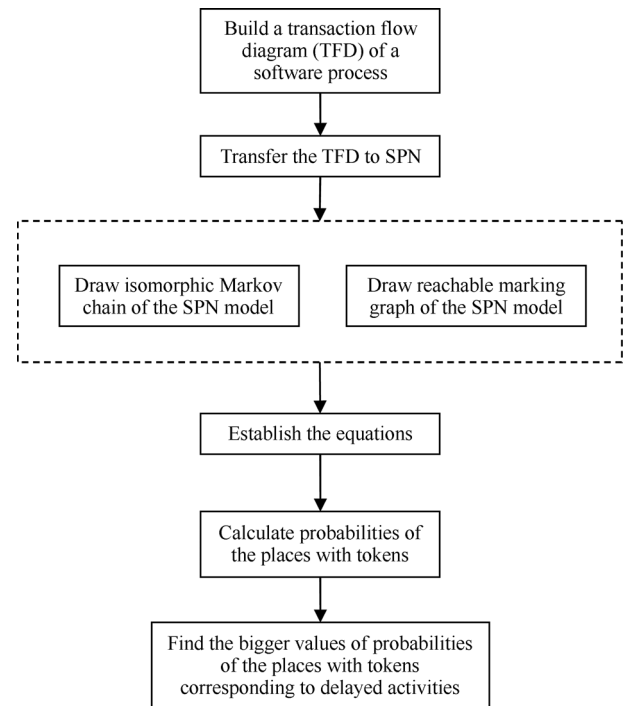 Build a transaction flow
diagram (TFD) of a
software process
Transfer the TFD to SPN
Draw isomorphic Markov
chain of the SPN model
Draw reachable marking
graph of the SPN model
Establish the equations
Calculate probabilities of
the places with tokens
Find the bigger values of probabilities
of the places with tokens
corresponding to delayed activities